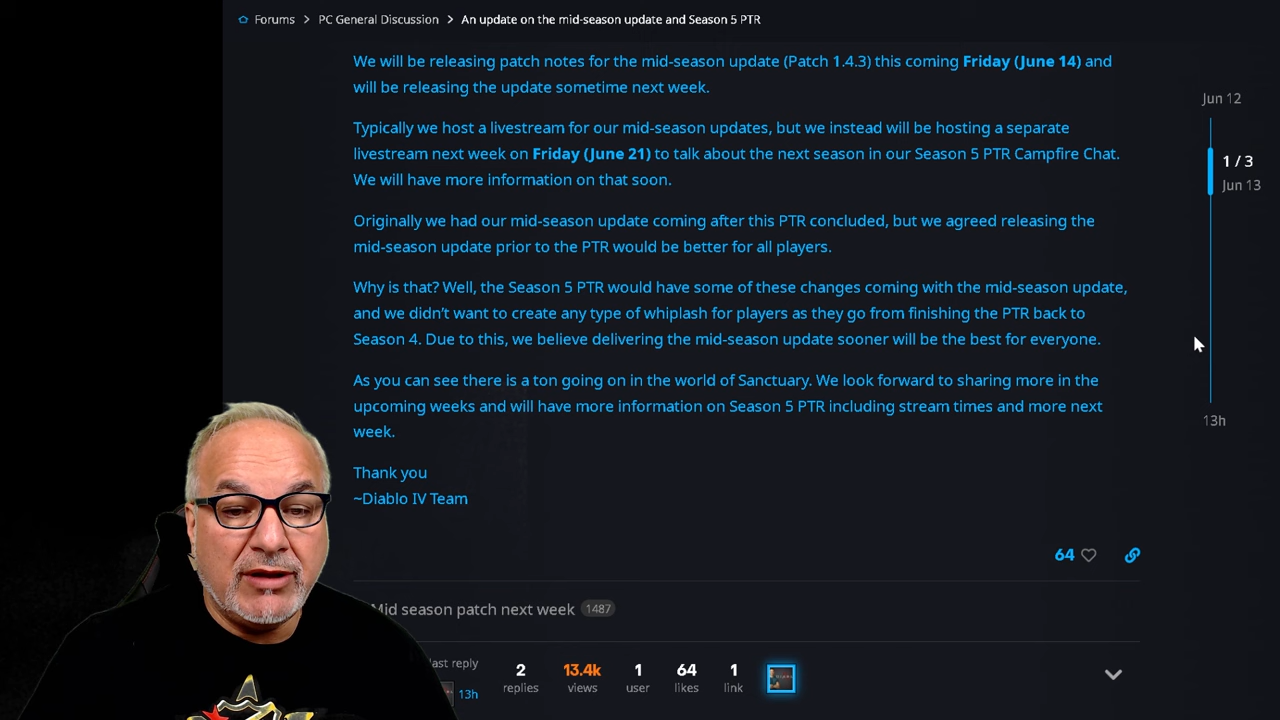 Forums > PC General Discussion > An update on the mid-season update and Season 5 PTR
We will be releasing patch notes for the mid-season update (Patch 1.4.3) this coming Friday (June 14) and
will be releasing the update sometime next week.
Typically we host a livestream for our mid-season updates, but we instead will be hosting a separate
livestream next week on Friday (June 21) to talk about the next season in our Season 5 PTR Campfire Chat.
We will have more information on that soon.
Originally we had our mid-season update coming after this PTR concluded, but we agreed releasing the
mid-season update prior to the PTR would be better for all players.
Why is that? Well, the Season 5 PTR would have some of these changes coming with the mid-season update,
and we didn't want to create any type of whiplash for players as they go from finishing the PTR back to
Season 4. Due to this, we believe delivering the mid-season update sooner will be the best for everyone.
As you can see there is a ton going on in the world of Sanctuary. We look forward to sharing more in the
upcoming weeks and will have more information on Season 5 PTR including stream times and more next
week.
Thank you
~Diablo IV Team
Jun 12
1 / 3
Jun 13
13h
64
Mid season patch next week 1487
last reply
13h
2
replies
13.4k
views
1
user
64
likes
1
link